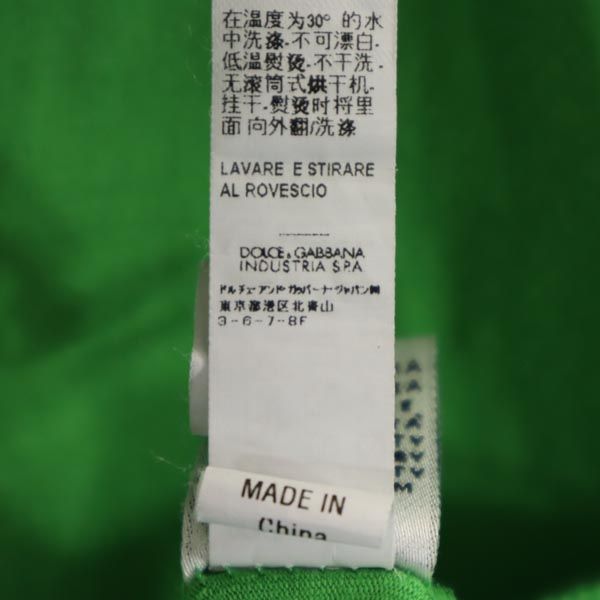 在温度为30° 的水
中洗涤-不可漂白-
低温熨烫-不干洗-
无滚筒式烘干机-
挂干-熨烫时将里
面 向外翻/洗涤
LAVARE E STIRARE
AL ROVESCIO
DOLCE & GABBANA
INDUSTRIA S.P.A.
ドルチェ・アンド・ガッバーナ・ジャパン㈱
東京都港区北青山
3-6-7-8F
MADE IN
China